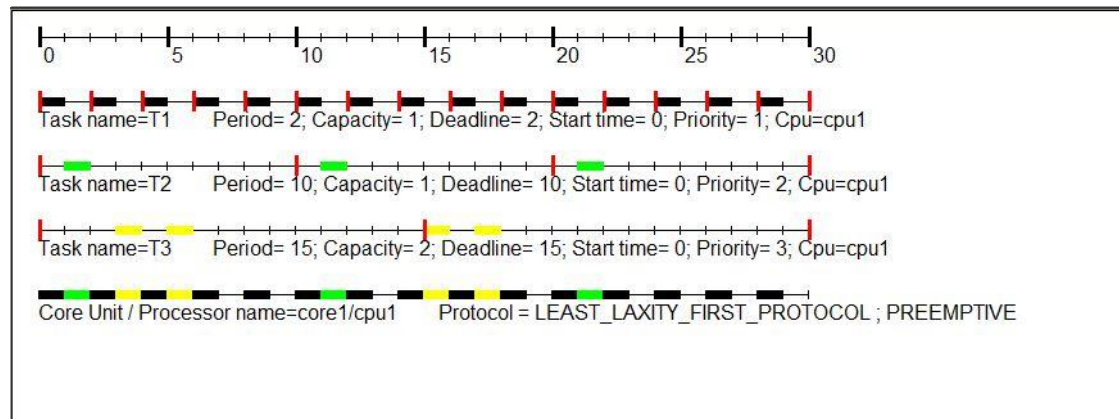 0 5 10 15 20 25 30
Task name=T1 Period= 2; Capacity= 1; Deadline= 2; Start time= 0; Priority= 1; Cpu=cpu1
Task name=T2 Period= 10; Capacity= 1; Deadline= 10; Start time= 0; Priority= 2; Cpu=cpu1
Task name=T3 Period= 15; Capacity= 2; Deadline= 15; Start time= 0; Priority= 3; Cpu=cpu1
Core Unit / Processor name=core1/cpu1 Protocol = LEAST_LAXITY_FIRST_PROTOCOL ; PREEMPTIVE